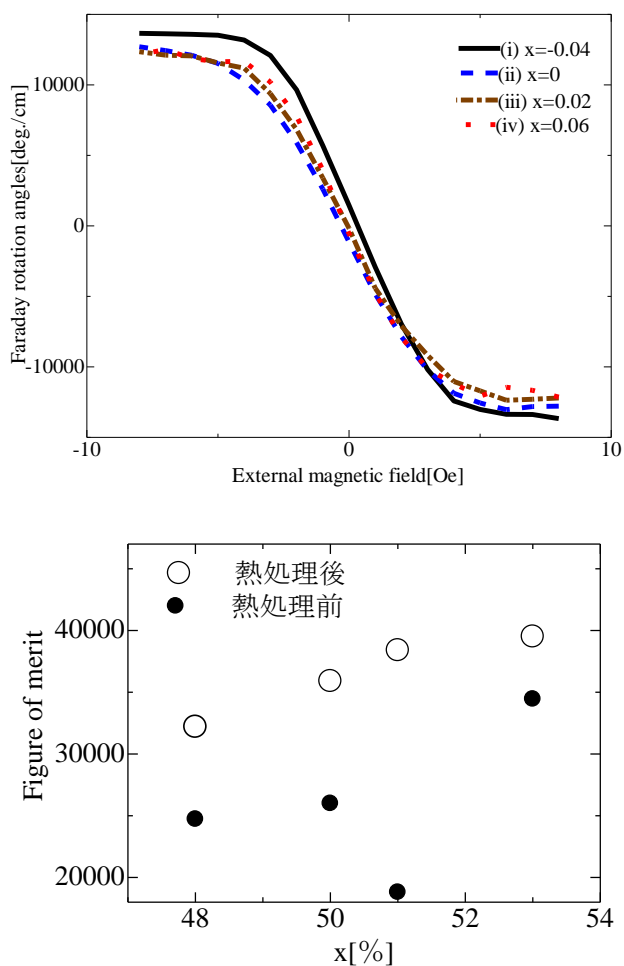 10000
0
-10000
-10
0
10
Faraday rotation angles[deg./cm]
External magnetic field[Oe]
(i) x=-0.04
(ii) x=0
(iii) x=0.02
(iv) x=0.06
熱処理後
熱処理前
40000
30000
20000
Figure of merit
48
50
52
54
x[%]